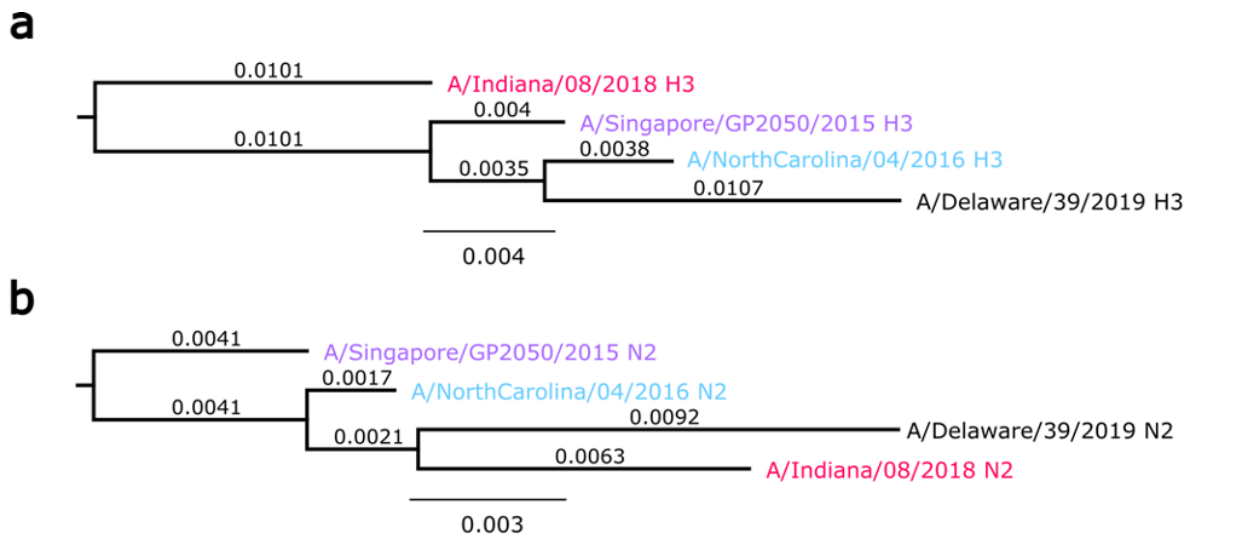 a
0.0101
A/Indiana/08/2018 H3
0.004
A/Singapore/GP2050/2015 H3
0.0101
0.0038
A/NorthCarolina/04/2016 H3
0.0035
0.0107
A/Delaware/39/2019 H3
0.004
b
0.0041
A/Singapore/GP2050/2015 N2
0.0017
A/NorthCarolina/04/2016 N2
0.0041
0.0092
A/Delaware/39/2019 N2
0.0021
0.0063
A/Indiana/08/2018 N2
0.003